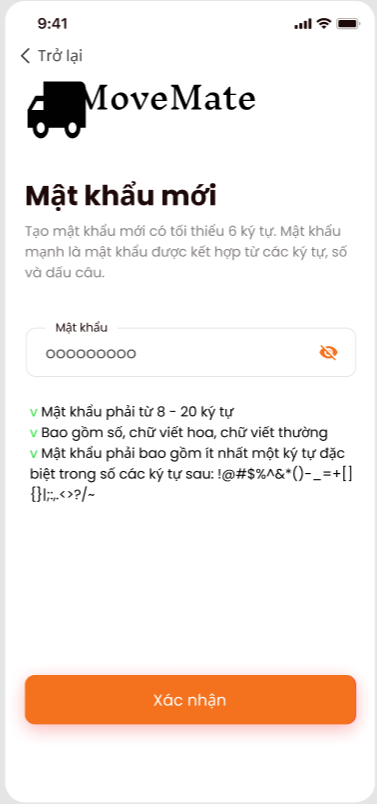 9:41
Trở lại
MoveMate
Mật khẩu mới
Tạo mật khẩu mới có tối thiểu 6 ký tự. Mật khẩu
mạnh là mật khẩu được kết hợp từ các ký tự, số
và dấu câu.
Mật khẩu
ooooooooo
v Mật khẩu phải từ 8 - 20 ký tự
v Bao gồm số, chữ viết hoa, chữ viết thường
v Mật khẩu phải bao gồm ít nhất một ký tự đặc
biệt trong số các ký tự sau: !@#$%^&*()-_=+[]
{}|;:,.<>?/~
Xác nhận